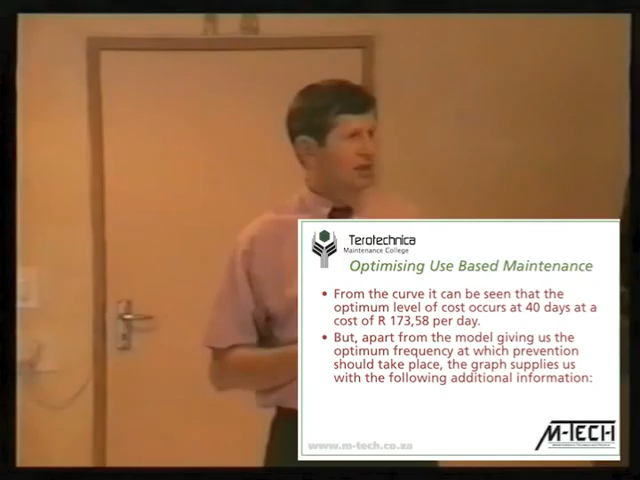 Terotechnica
Maintenance College
Optimising Use Based Maintenance
• From the curve it can be seen that the
optimum level of cost occurs at 40 days at a
cost of R 173,58 per day.
• But, apart from the model giving us the
optimum frequency at which prevention
should take place, the graph supplies us
with the following additional information:
www.m-tech.co.za
M-TECH